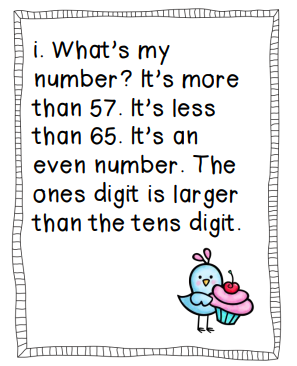 i. What's my
number? It's more
than 57. It's less
than 65. It's an
even number. The
ones digit is larger
than the tens digit.